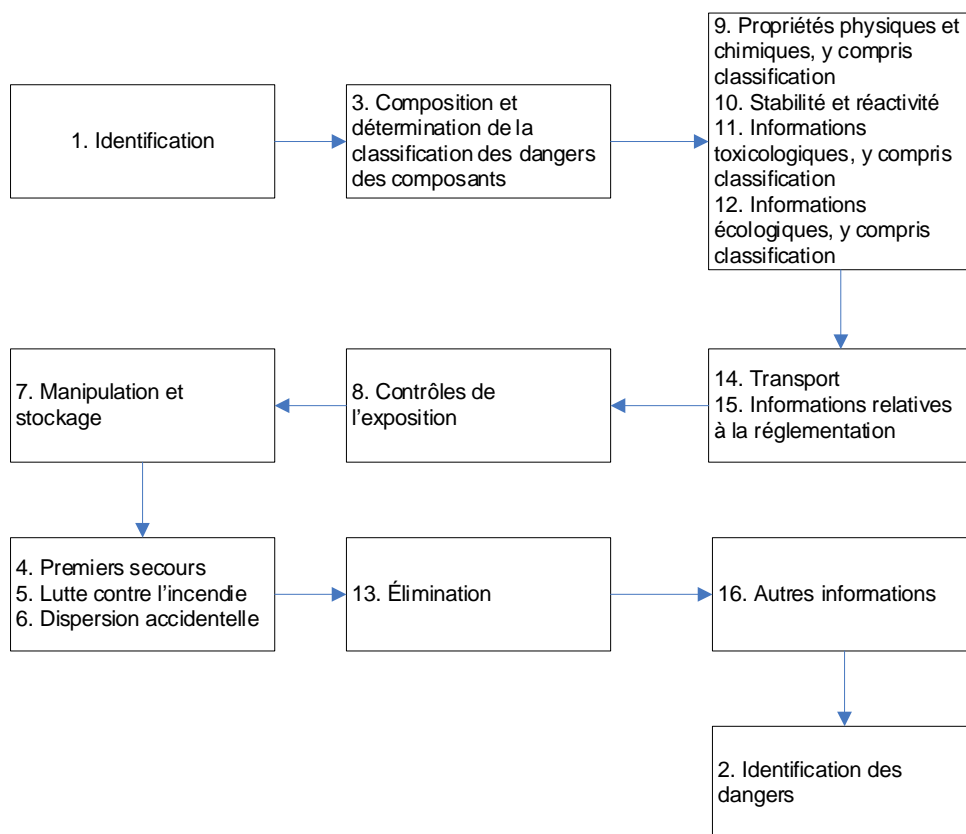 1. Identification
3. Composition et
détermination de la
classification des dangers
des composants
9. Propriétés physiques et
chimiques, y compris
classification
10. Stabilité et réactivité
11. Informations
toxicologiques, y compris
classification
12. Informations
écologiques, y compris
classification
14. Transport
15. Informations relatives
à la réglementation
8. Contrôles de
l’exposition
7. Manipulation et
stockage
4. Premiers secours
5. Lutte contre l’incendie
6. Dispersion accidentelle
13. Élimination
16. Autres informations
2. Identification des
dangers